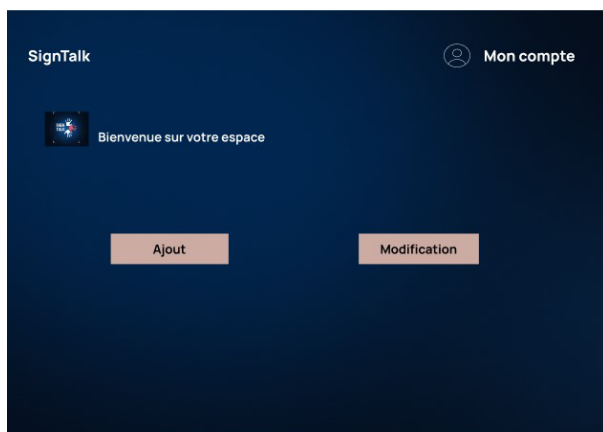 SignTalk
Mon compte
Bienvenue sur votre espace
Ajout
Modification